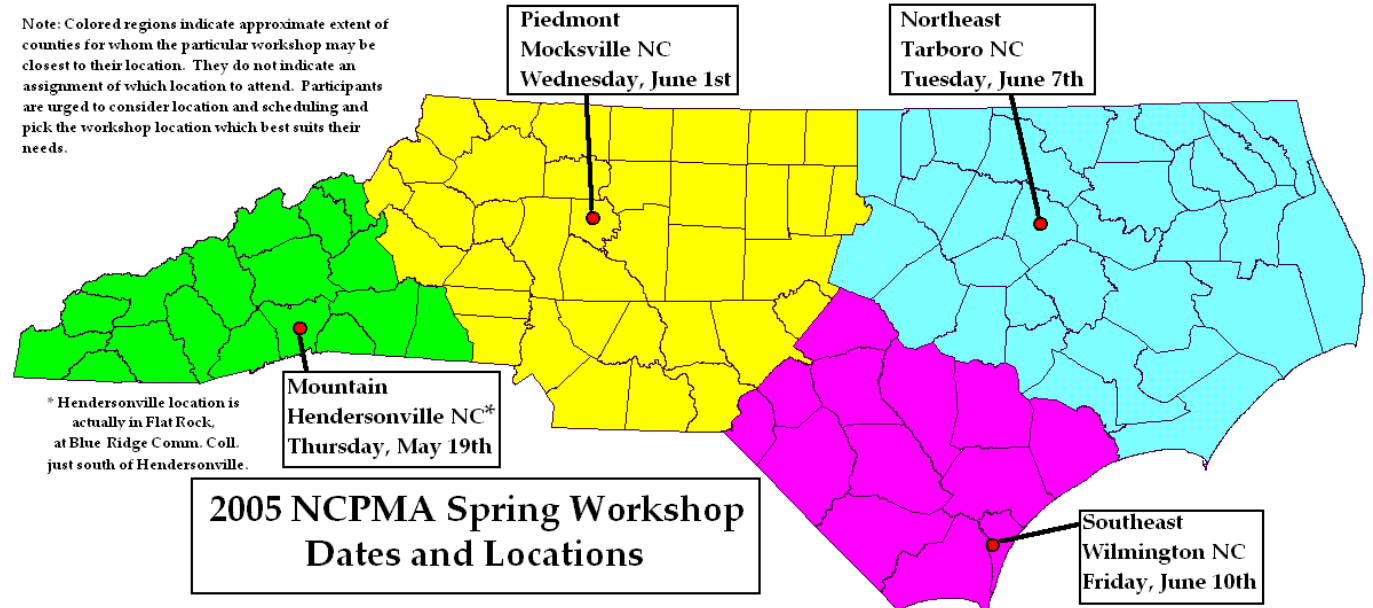 Note: Colored regions indicate approximate extent of
counties for whom the particular workshop may be
closest to their location. They do not indicate an
assignment of which location to attend. Participants
are urged to consider location and scheduling and
pick the workshop location which best suits their
needs.
Piedmont
Mocksville NC
Wednesday, June 1st
Northeast
Tarboro NC
Tuesday, June 7th
Mountain
Hendersonville NC*
Thursday, May 19th
* Hendersonville location is
actually in Flat Rock,
at Blue Ridge Comm. Coll.
just south of Hendersonville.
2005 NCPMA Spring Workshop
Dates and Locations
Southeast
Wilmington NC
Friday, June 10th